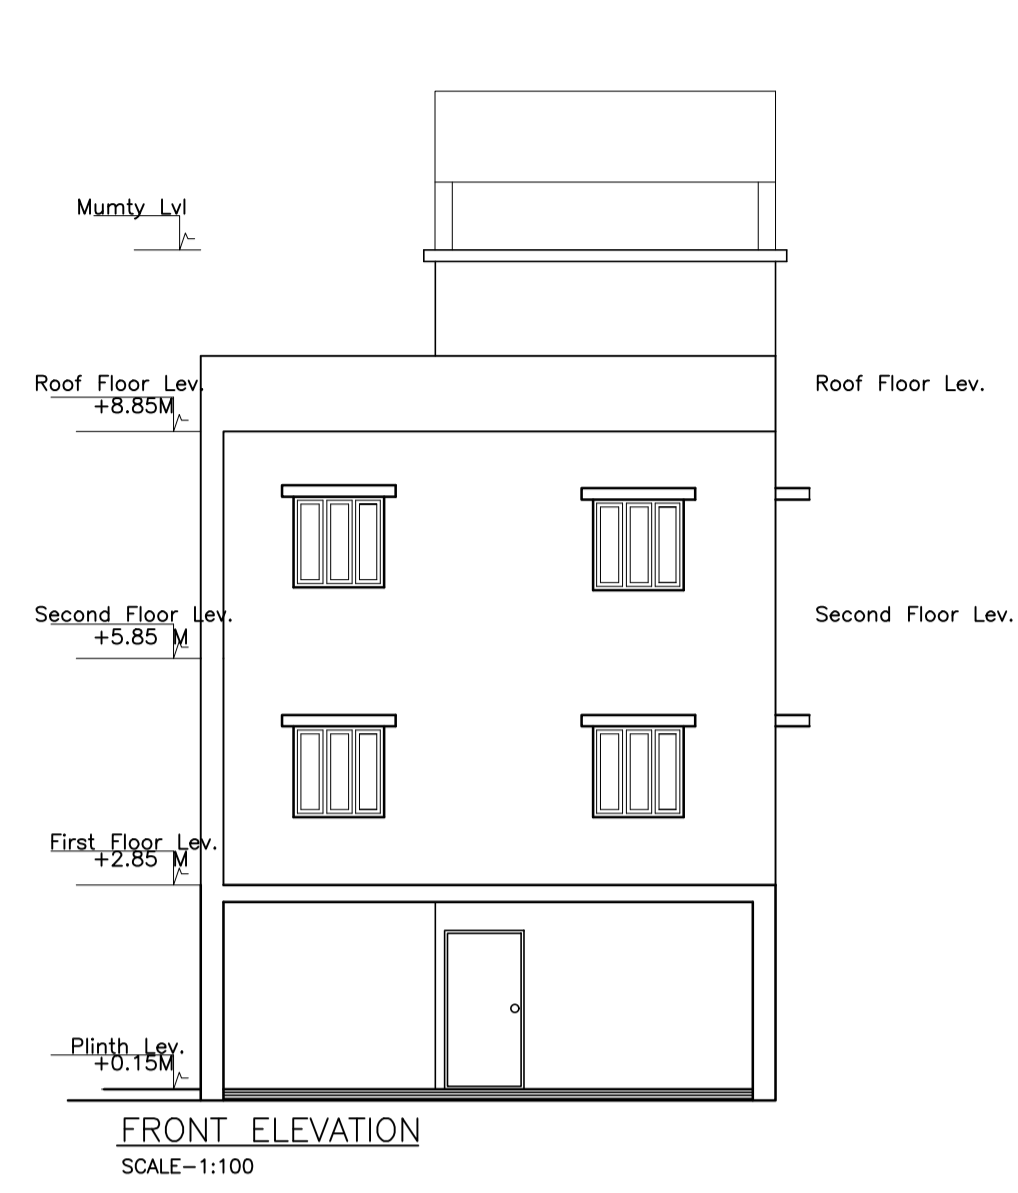 Mumty Lvl
Roof Floor Lev.
+8.85M
Roof Floor Lev.
Second Floor Lev.
+5.85 M
Second Floor Lev.
First Floor Lev.
+2.85 M
Plinth Lev.
+0.15M
FRONT ELEVATION
SCALE-1:100